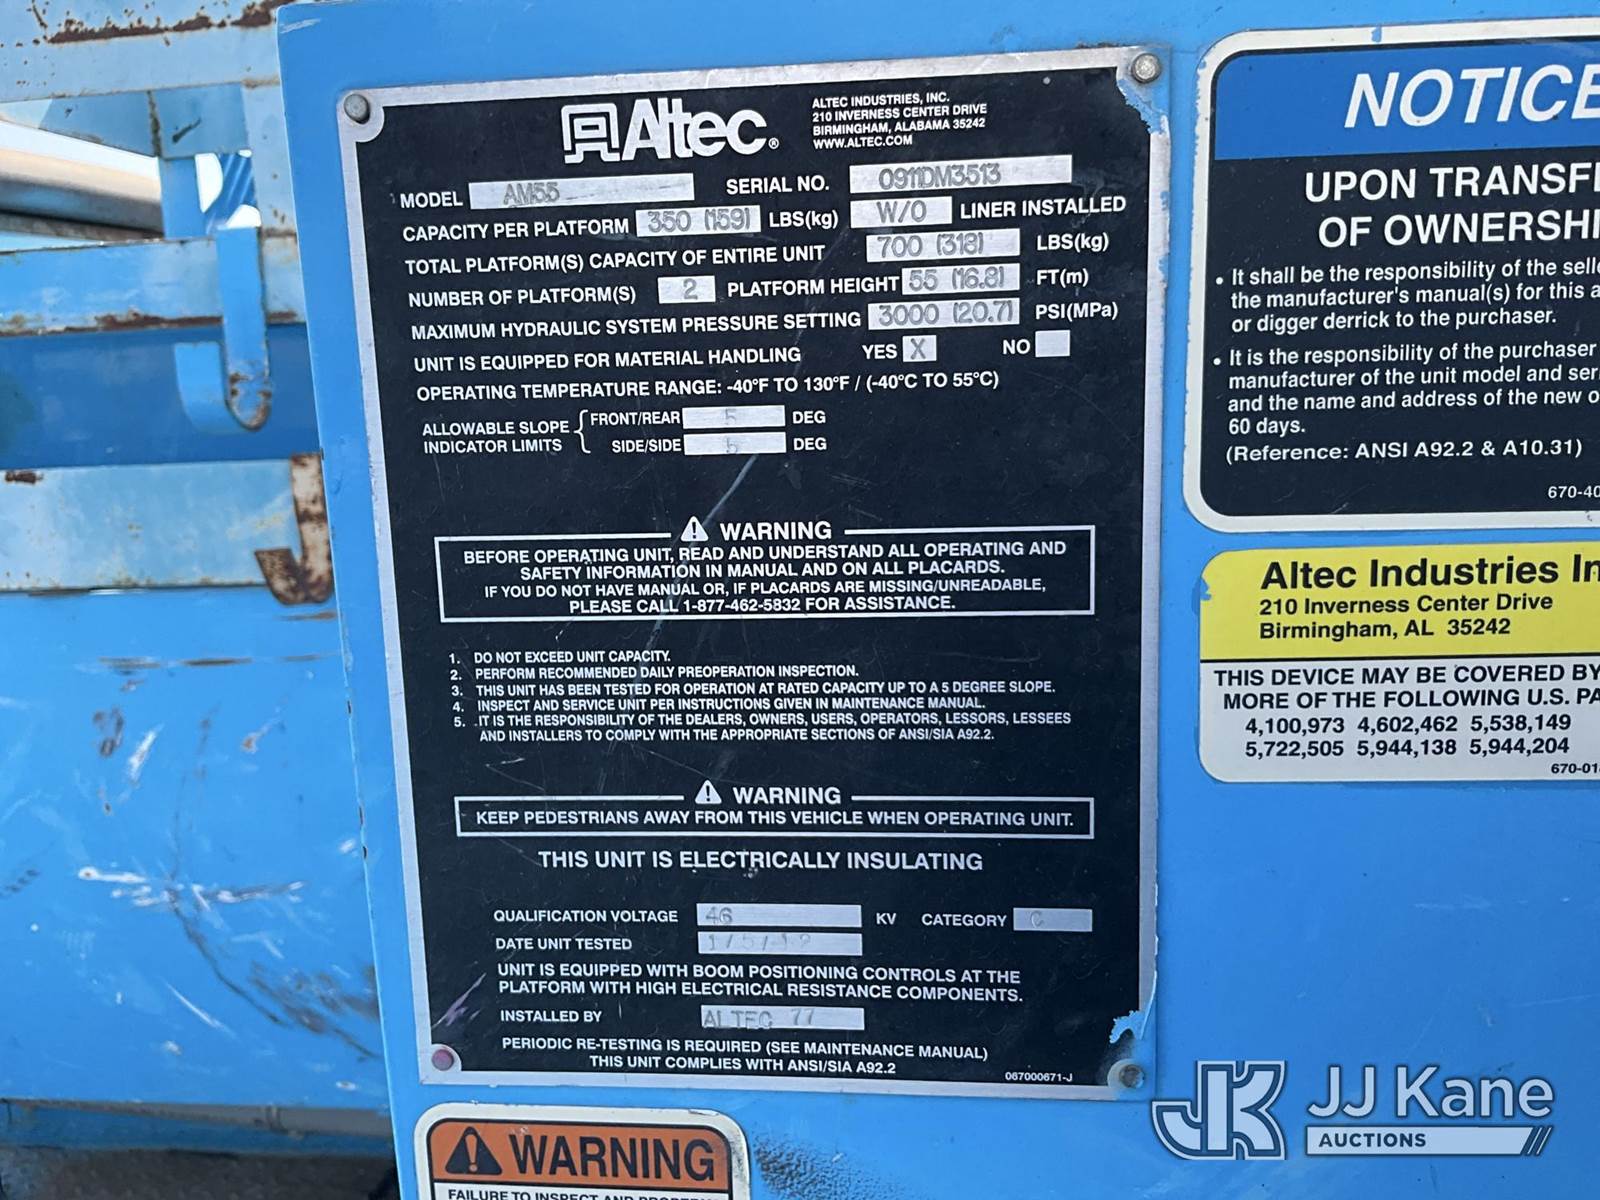 Altec®
ALTEC INDUSTRIES, INC.
210 INVERNESS CENTER DRIVE
BIRMINGHAM, ALABAMA 35242
WWW.ALTEC.COM
MODEL AM55 SERIAL NO. 0911DM3513
CAPACITY PER PLATFORM 350 (159) LBS(kg) W/O LINER INSTALLED
TOTAL PLATFORM(S) CAPACITY OF ENTIRE UNIT 700 (318) LBS(kg)
NUMBER OF PLATFORM(S) 2 PLATFORM HEIGHT 55 (16.8) FT(m)
MAXIMUM HYDRAULIC SYSTEM PRESSURE SETTING 3000 (20.7) PSI(MPa)
UNIT IS EQUIPPED FOR MATERIAL HANDLING YES X NO
OPERATING TEMPERATURE RANGE: -40°F TO 130°F / (-40°C TO 55°C)
ALLOWABLE SLOPE INDICATOR LIMITS
FRONT/REAR 5 DEG
SIDE/SIDE 5 DEG
WARNING
BEFORE OPERATING UNIT, READ AND UNDERSTAND ALL OPERATING AND
SAFETY INFORMATION IN MANUAL AND ON ALL PLACARDS.
IF YOU DO NOT HAVE MANUAL OR, IF PLACARDS ARE MISSING/UNREADABLE,
PLEASE CALL 1-877-462-5832 FOR ASSISTANCE.
1. DO NOT EXCEED UNIT CAPACITY.
2. PERFORM RECOMMENDED DAILY PREOPERATION INSPECTION.
3. THIS UNIT HAS BEEN TESTED FOR OPERATION AT RATED CAPACITY UP TO A 5 DEGREE SLOPE.
4. INSPECT AND SERVICE UNIT PER INSTRUCTIONS GIVEN IN MAINTENANCE MANUAL.
5. IT IS THE RESPONSIBILITY OF THE DEALERS, OWNERS, USERS, OPERATORS, LESSORS, LESSEES
AND INSTALLERS TO COMPLY WITH THE APPROPRIATE SECTIONS OF ANSI/SIA A92.2.
WARNING
KEEP PEDESTRIANS AWAY FROM THIS VEHICLE WHEN OPERATING UNIT.
THIS UNIT IS ELECTRICALLY INSULATING
QUALIFICATION VOLTAGE 46 KV CATEGORY C
DATE UNIT TESTED 1/5/12
UNIT IS EQUIPPED WITH BOOM POSITIONING CONTROLS AT THE
PLATFORM WITH HIGH ELECTRICAL RESISTANCE COMPONENTS.
INSTALLED BY ALTEC 77
PERIODIC RE-TESTING IS REQUIRED (SEE MAINTENANCE MANUAL)
THIS UNIT COMPLIES WITH ANSI/SIA A92.2
067000671-J
NOTICE
UPON TRANSF
OF OWNERSHI
• It shall be the responsibility of the selle
the manufacturer's manual(s) for this a
or digger derrick to the purchaser.
• It is the responsibility of the purchaser
manufacturer of the unit model and ser
and the name and address of the new o
60 days.
(Reference: ANSI A92.2 & A10.31)
670-40
Altec Industries In
210 Inverness Center Drive
Birmingham, AL 35242
THIS DEVICE MAY BE COVERED BY
MORE OF THE FOLLOWING U.S. PA
4,100,973 4,602,462 5,538,149
5,722,505 5,944,138 5,944,204
670-01
WARNING
FAILURE TO INSPECT AND
JK JJ Kane
AUCTIONS